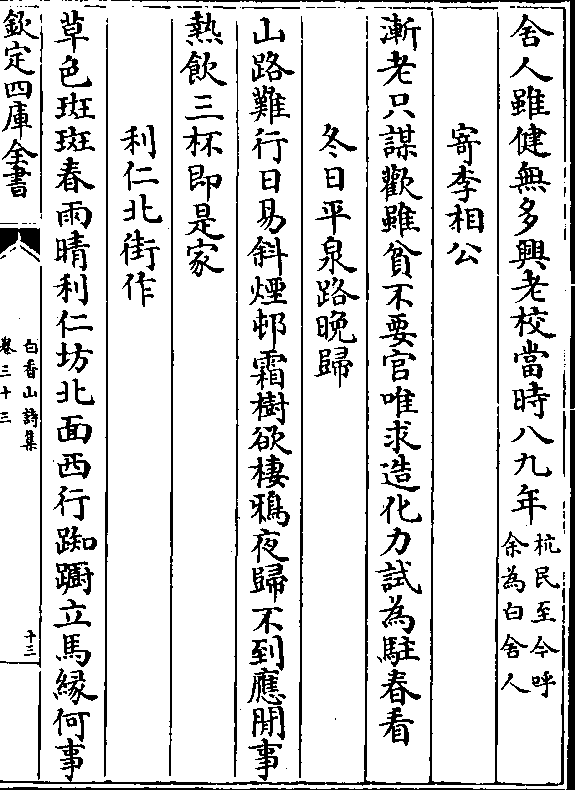 舍人雖健無多興老校當時八九年杭民至今呼
余為白舍人
寄李相公
漸老只謀歡雖貧不要官唯求造化力試為駐春看
冬日平泉路晚歸
山路難行日易斜煙邨霜樹欲棲鴉夜歸不到應閒事
熱飲三杯即是家
利仁北街作
草色斑斑春雨晴利仁坊北面西行踟躕立馬緣何事
欽定四庫全書
白香山詩集
卷三十三
十三